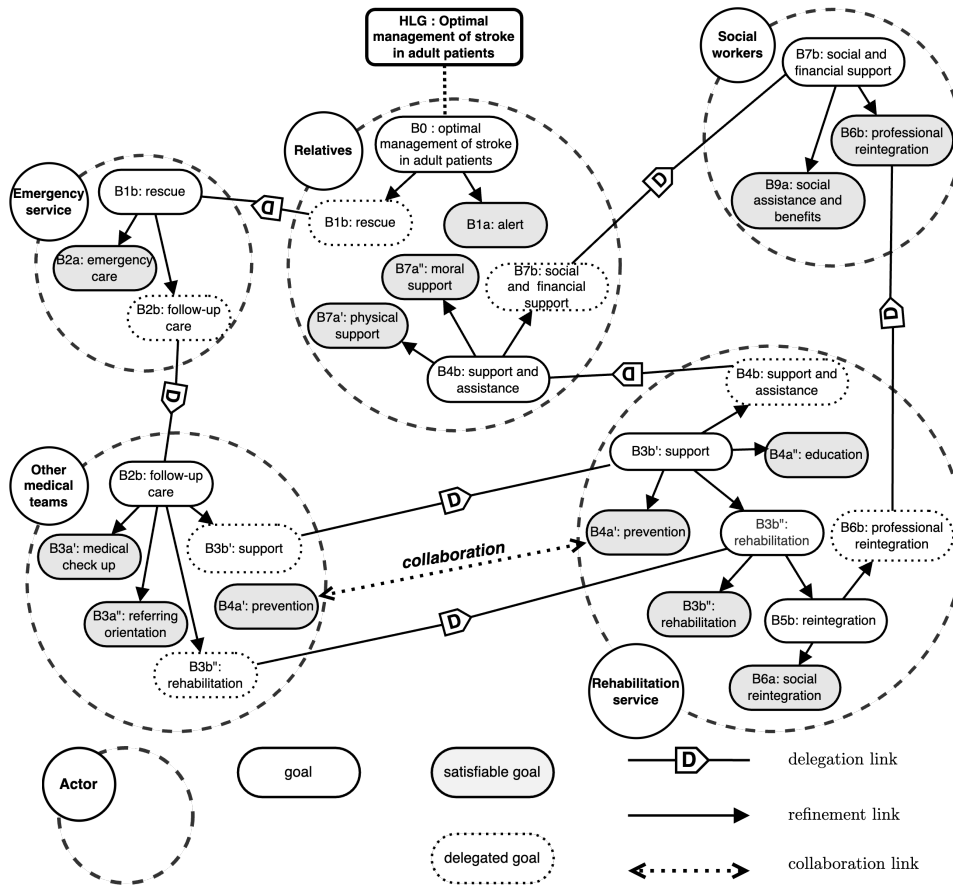 HLG : Optimal
management of stroke
in adult patients
Social
workers
B7b: social and
financial support
B6b: professional
reintegration
B9a: social
assistance and
benefits
D
Relatives
B0 : optimal
management of stroke
in adult patients
B1b: rescue
B1a: alert
B7a": moral
support
B7b: social
and financial
support
B7a': physical
support
B4b: support and
assistance
D
Emergency
service
B1b: rescue
B2a: emergency
care
B2b: follow-up
care
D
D
D
Other
medical
teams
B2b: follow-up
care
B3a': medical
check up
B3b': support
B3a": referring
orientation
B4a': prevention
B3b":
rehabilitation
D
collaboration
D
B4b: support and
assistance
B3b': support
B4a": education
B4a': prevention
B3b":
rehabilitation
B6b: professional
reintegration
B3b":
rehabilitation
B5b: reintegration
B6a: social
reintegration
Rehabilitation
service
D
Actor
goal
satisfiable goal
delegated goal
D
delegation link
refinement link
collaboration link